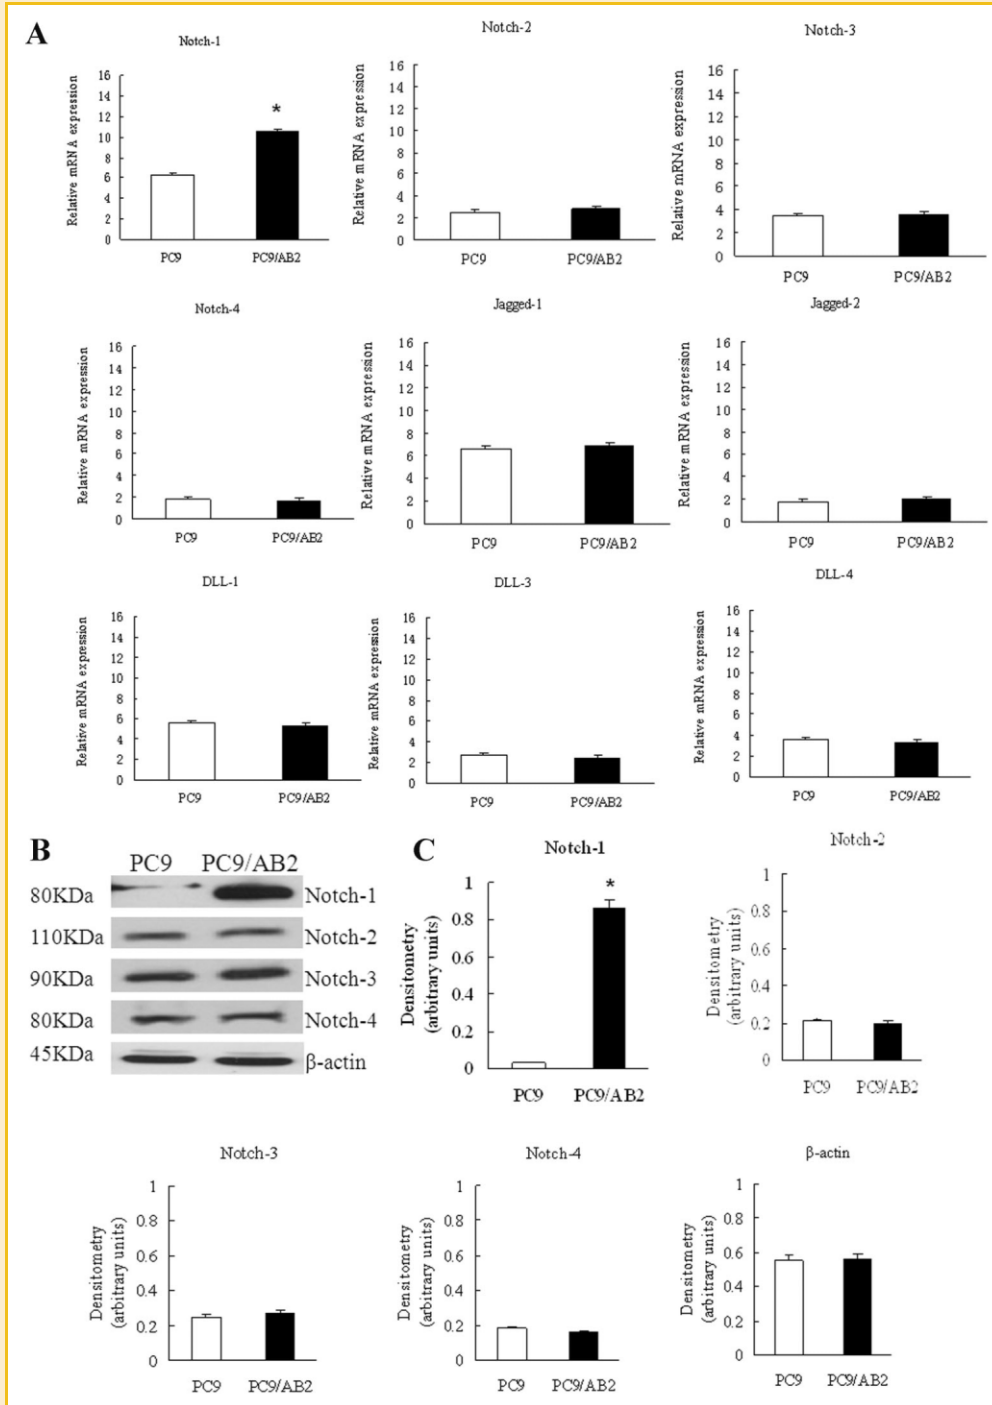 A
Notch-1
Relative mRNA expression
16
14
12
10
8
6
4
2
0
*
PC9
PC9/AB2
Notch-2
Relative mRNA expression
16
14
12
10
8
6
4
2
0
PC9
PC9/AB2
Notch-3
Relative mRNA expression
16
14
12
10
8
6
4
2
0
PC9
PC9/AB2
Notch-4
Relative mRNA expression
16
14
12
10
8
6
4
2
0
PC9
PC9/AB2
Jagged-1
Relative mRNA expression
16
14
12
10
8
6
4
2
0
PC9
PC9/AB2
Jagged-2
Relative mRNA expression
16
14
12
10
8
6
4
2
0
PC9
PC9/AB2
DLL-1
Relative mRNA expression
16
14
12
10
8
6
4
2
0
PC9
PC9/AB2
DLL-3
Relative mRNA expression
16
14
12
10
8
6
4
2
0
PC9
PC9/AB2
DLL-4
Relative mRNA expression
16
14
12
10
8
6
4
2
0
PC9
PC9/AB2
B
PC9 PC9/AB2
80KDa Notch-1
110KDa Notch-2
90KDa Notch-3
80KDa Notch-4
45KDa β-actin
C
Notch-1
Densitometry
(arbitrary units)
1
0.8
0.6
0.4
0.2
0
*
PC9
PC9/AB2
Notch-2
Densitometry
(arbitrary units)
1
0.8
0.6
0.4
0.2
0
PC9
PC9/AB2
Notch-3
Densitometry
(arbitrary units)
1
0.8
0.6
0.4
0.2
0
PC9
PC9/AB2
Notch-4
Densitometry
(arbitrary units)
1
0.8
0.6
0.4
0.2
0
PC9
PC9/AB2
β-actin
Densitometry
(arbitrary units)
1
0.8
0.6
0.4
0.2
0
PC9
PC9/AB2